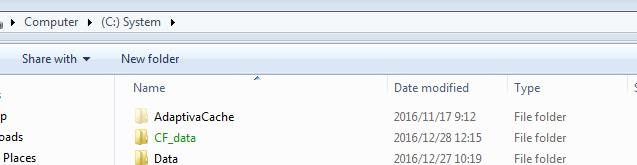 Computer ▸ (C:) System ▸
Share with ▾ New folder
Name Date modified Type
AdaptivaCache 2016/11/17 9:12 File folder
p CF_data 2016/12/28 12:15 File folder
oads Data 2016/12/27 10:19 File folder
Places